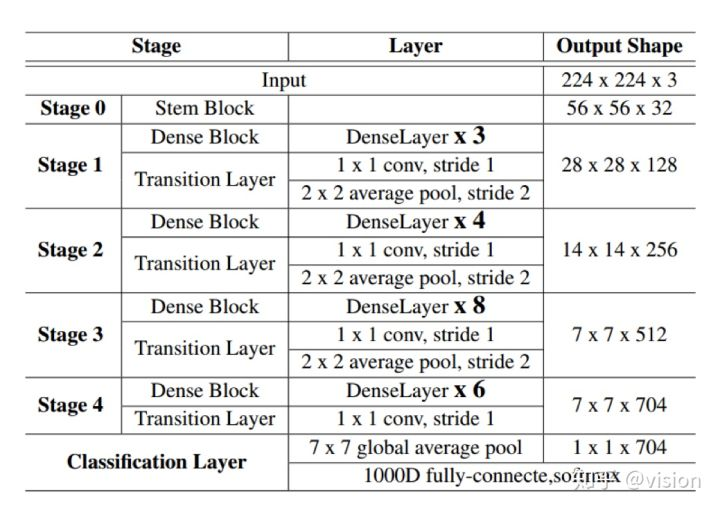 Stage Layer Output Shape
Input 224 x 224 x 3
Stage 0 Stem Block 56 x 56 x 32
Dense Block DenseLayer x 3
Stage 1 Transition Layer 1 x 1 conv, stride 1 28 x 28 x 128
2 x 2 average pool, stride 2
Dense Block DenseLayer x 4
Stage 2 Transition Layer 1 x 1 conv, stride 1 14 x 14 x 256
2 x 2 average pool, stride 2
Dense Block DenseLayer x 8
Stage 3 Transition Layer 1 x 1 conv, stride 1 7 x 7 x 512
2 x 2 average pool, stride 2
Stage 4 Dense Block DenseLayer x 6 7 x 7 x 704
Transition Layer 1 x 1 conv, stride 1
Classification Layer 7 x 7 global average pool 1 x 1 x 704
1000D fully-connecte,softmax
知乎 @vision